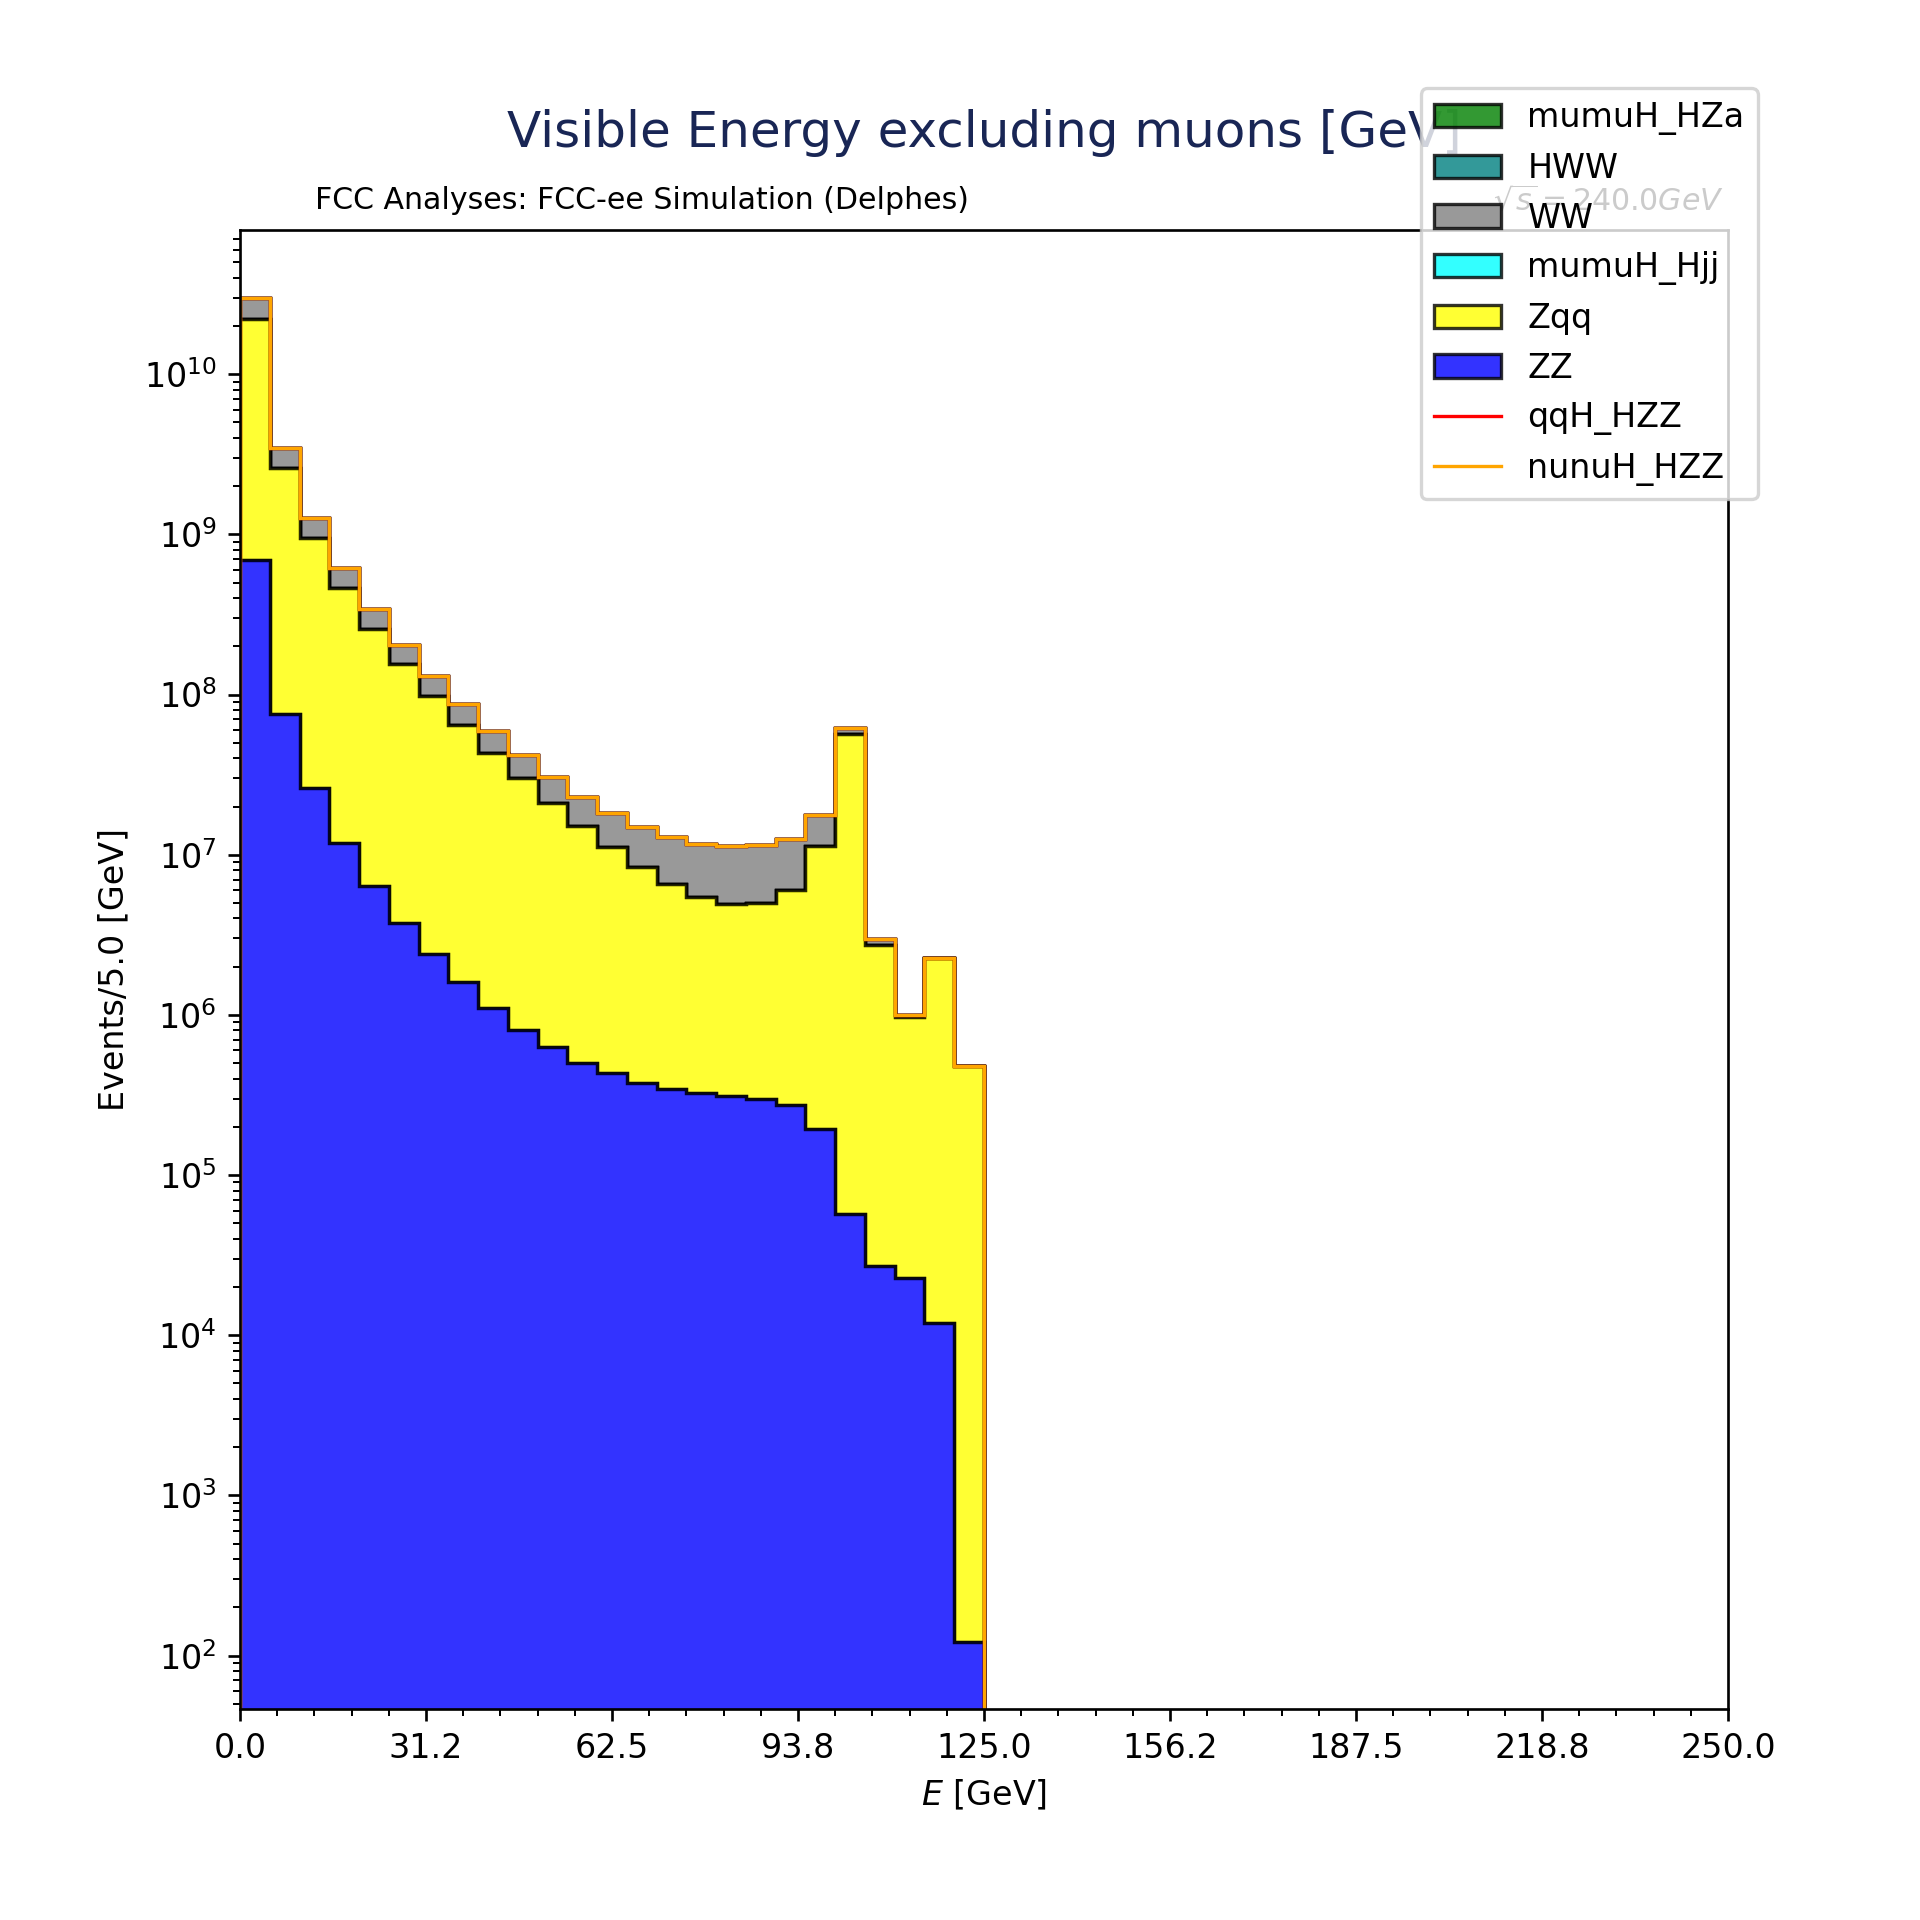 Visible Energy excluding muons [GeV]
FCC Analyses: FCC-ee Simulation (Delphes)
√s = 240.0GeV
mumuH_HZa
HWW
WW
mumuH_Hjj
Zqq
ZZ
qqH_HZZ
nunuH_HZZ
Events/5.0 [GeV]
10¹⁰
10⁹
10⁸
10⁷
10⁶
10⁵
10⁴
10³
10²
0.0 31.2 62.5 93.8 125.0 156.2 187.5 218.8 250.0
E [GeV]